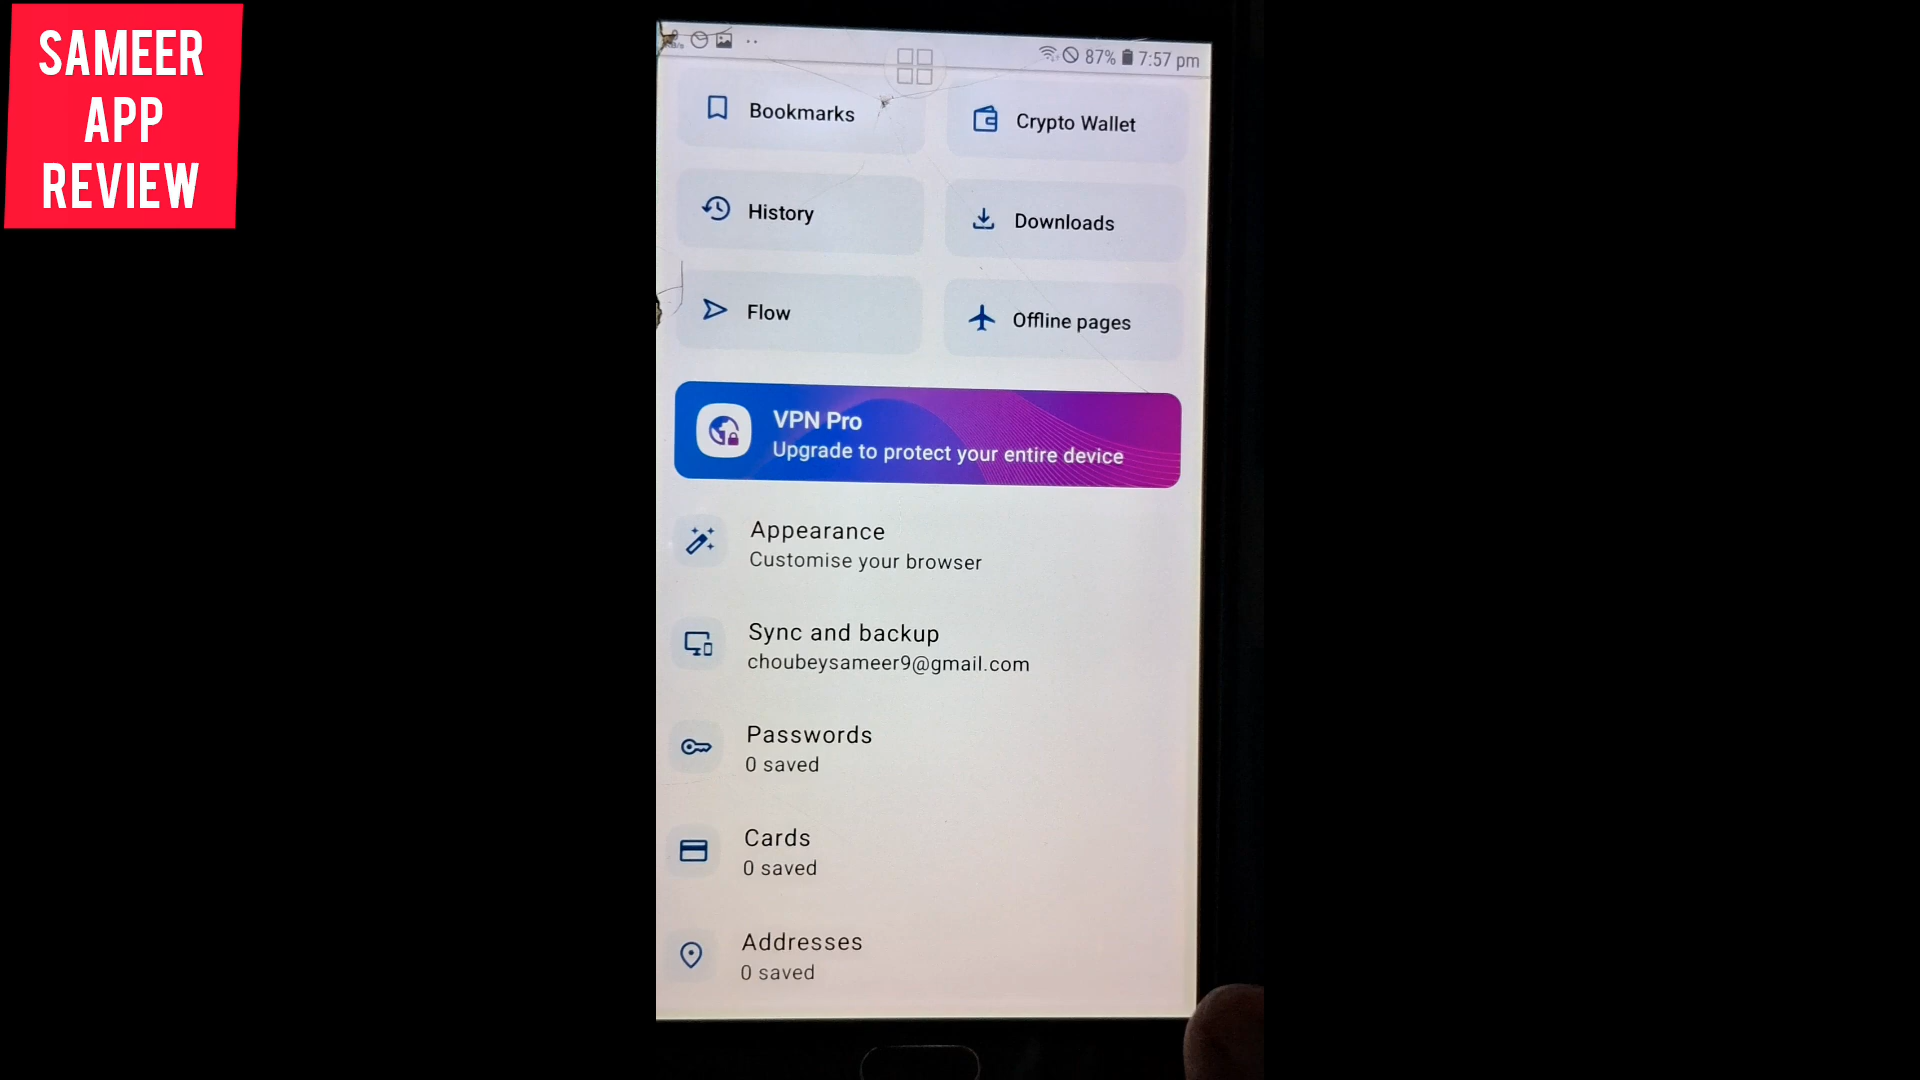 SAMEER
APP
REVIEW
87% 7:57 pm
Bookmarks
Crypto Wallet
History
Downloads
Flow
Offline pages
VPN Pro
Upgrade to protect your entire device
Appearance
Customise your browser
Sync and backup
choubeysameer9@gmail.com
Passwords
0 saved
Cards
0 saved
Addresses
0 saved